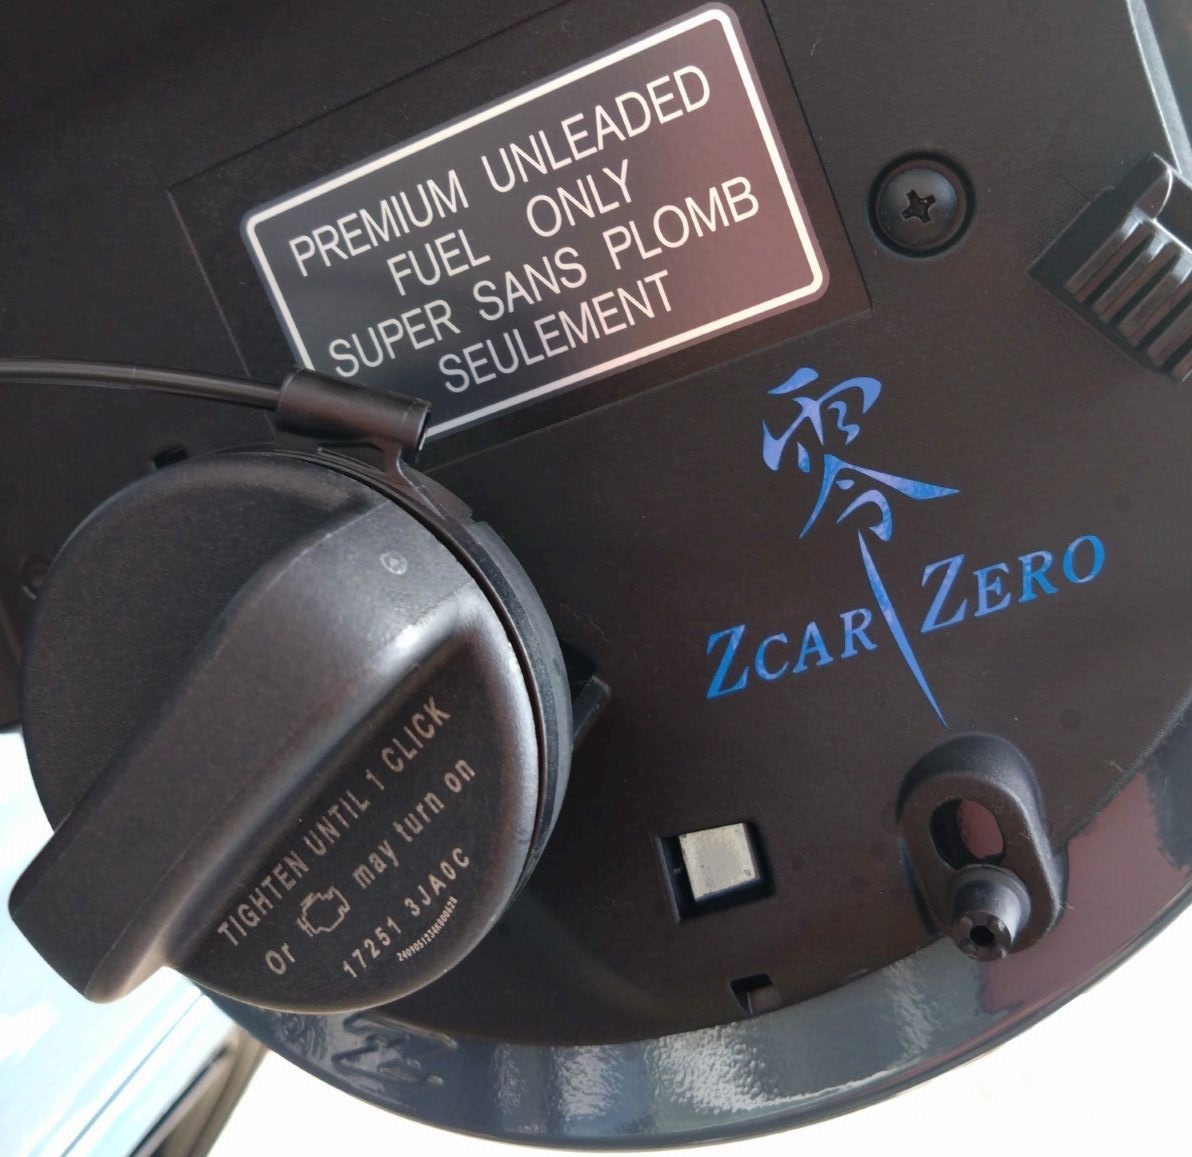 PREMIUM UNLEADED
FUEL ONLY
SUPER SANS PLOMB
SEULEMENT
零
ZCAR ZERO
TIGHTEN UNTIL 1 CLICK
Or may turn on
17251 3JA0C